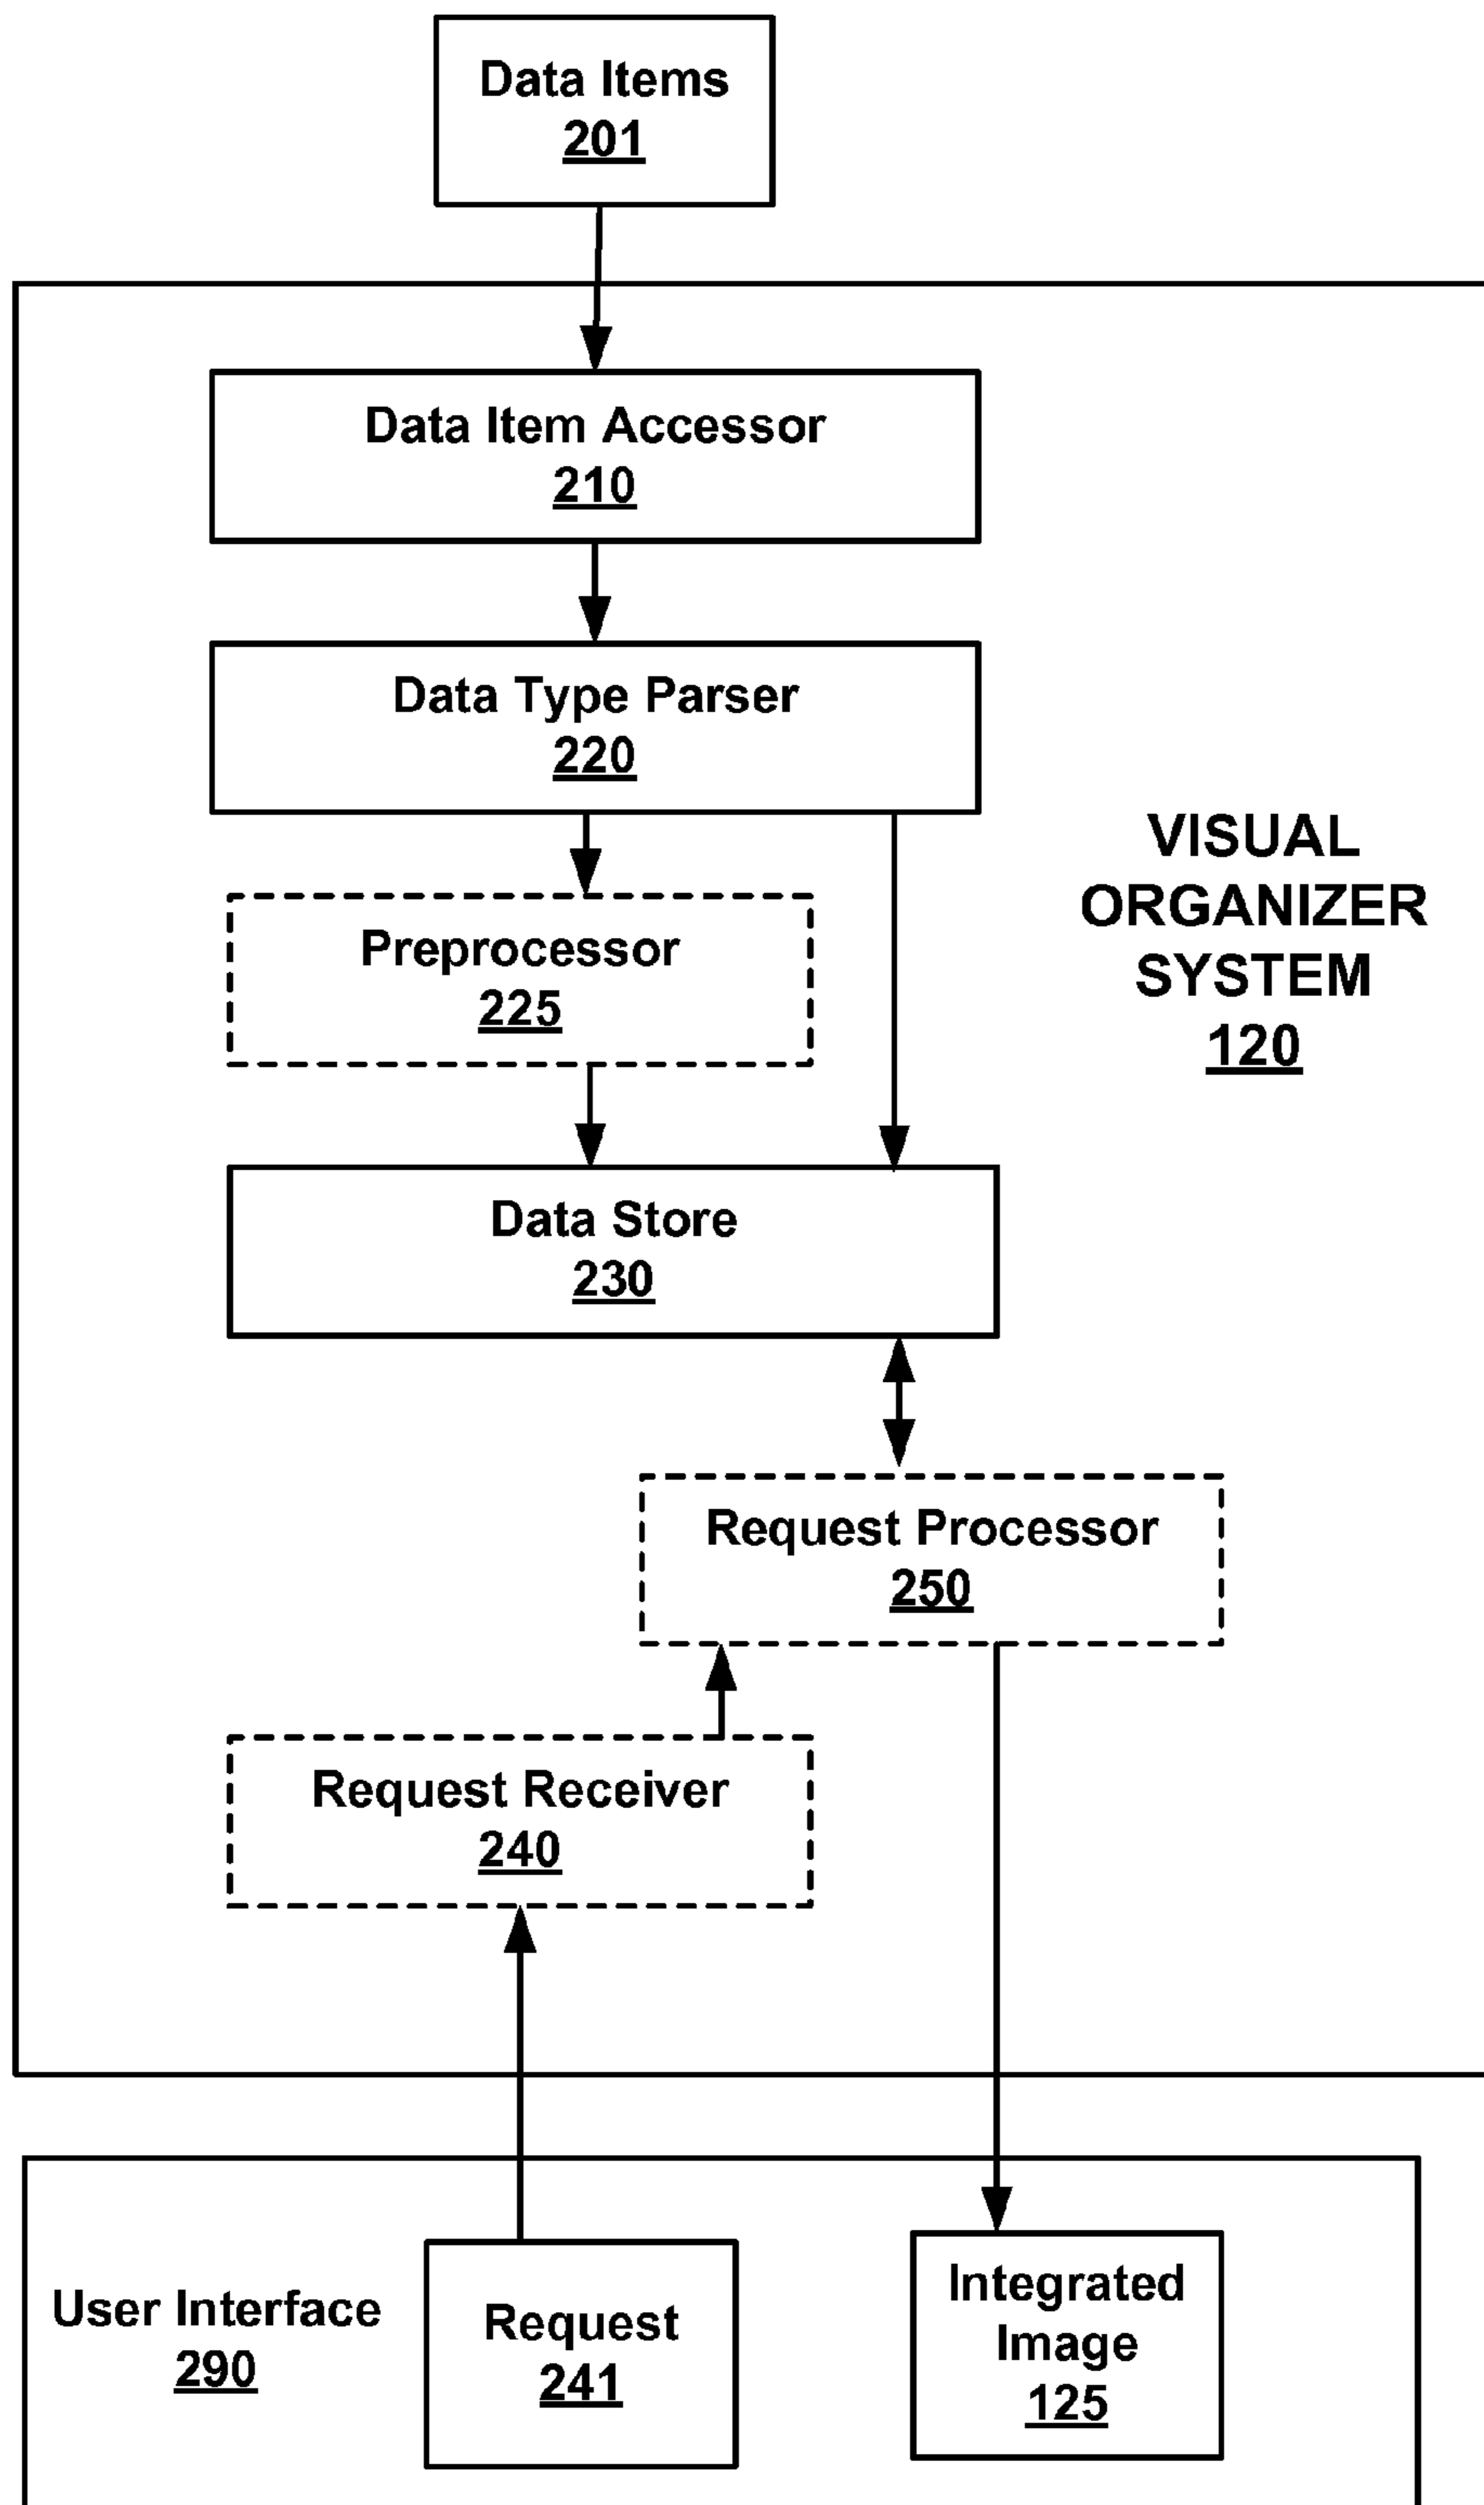 Data Items
201
Data Item Accessor
210
Data Type Parser
220
VISUAL
ORGANIZER
SYSTEM
120
Preprocessor
225
Data Store
230
Request Processor
250
Request Receiver
240
User Interface
290
Request
241
Integrated
Image
125